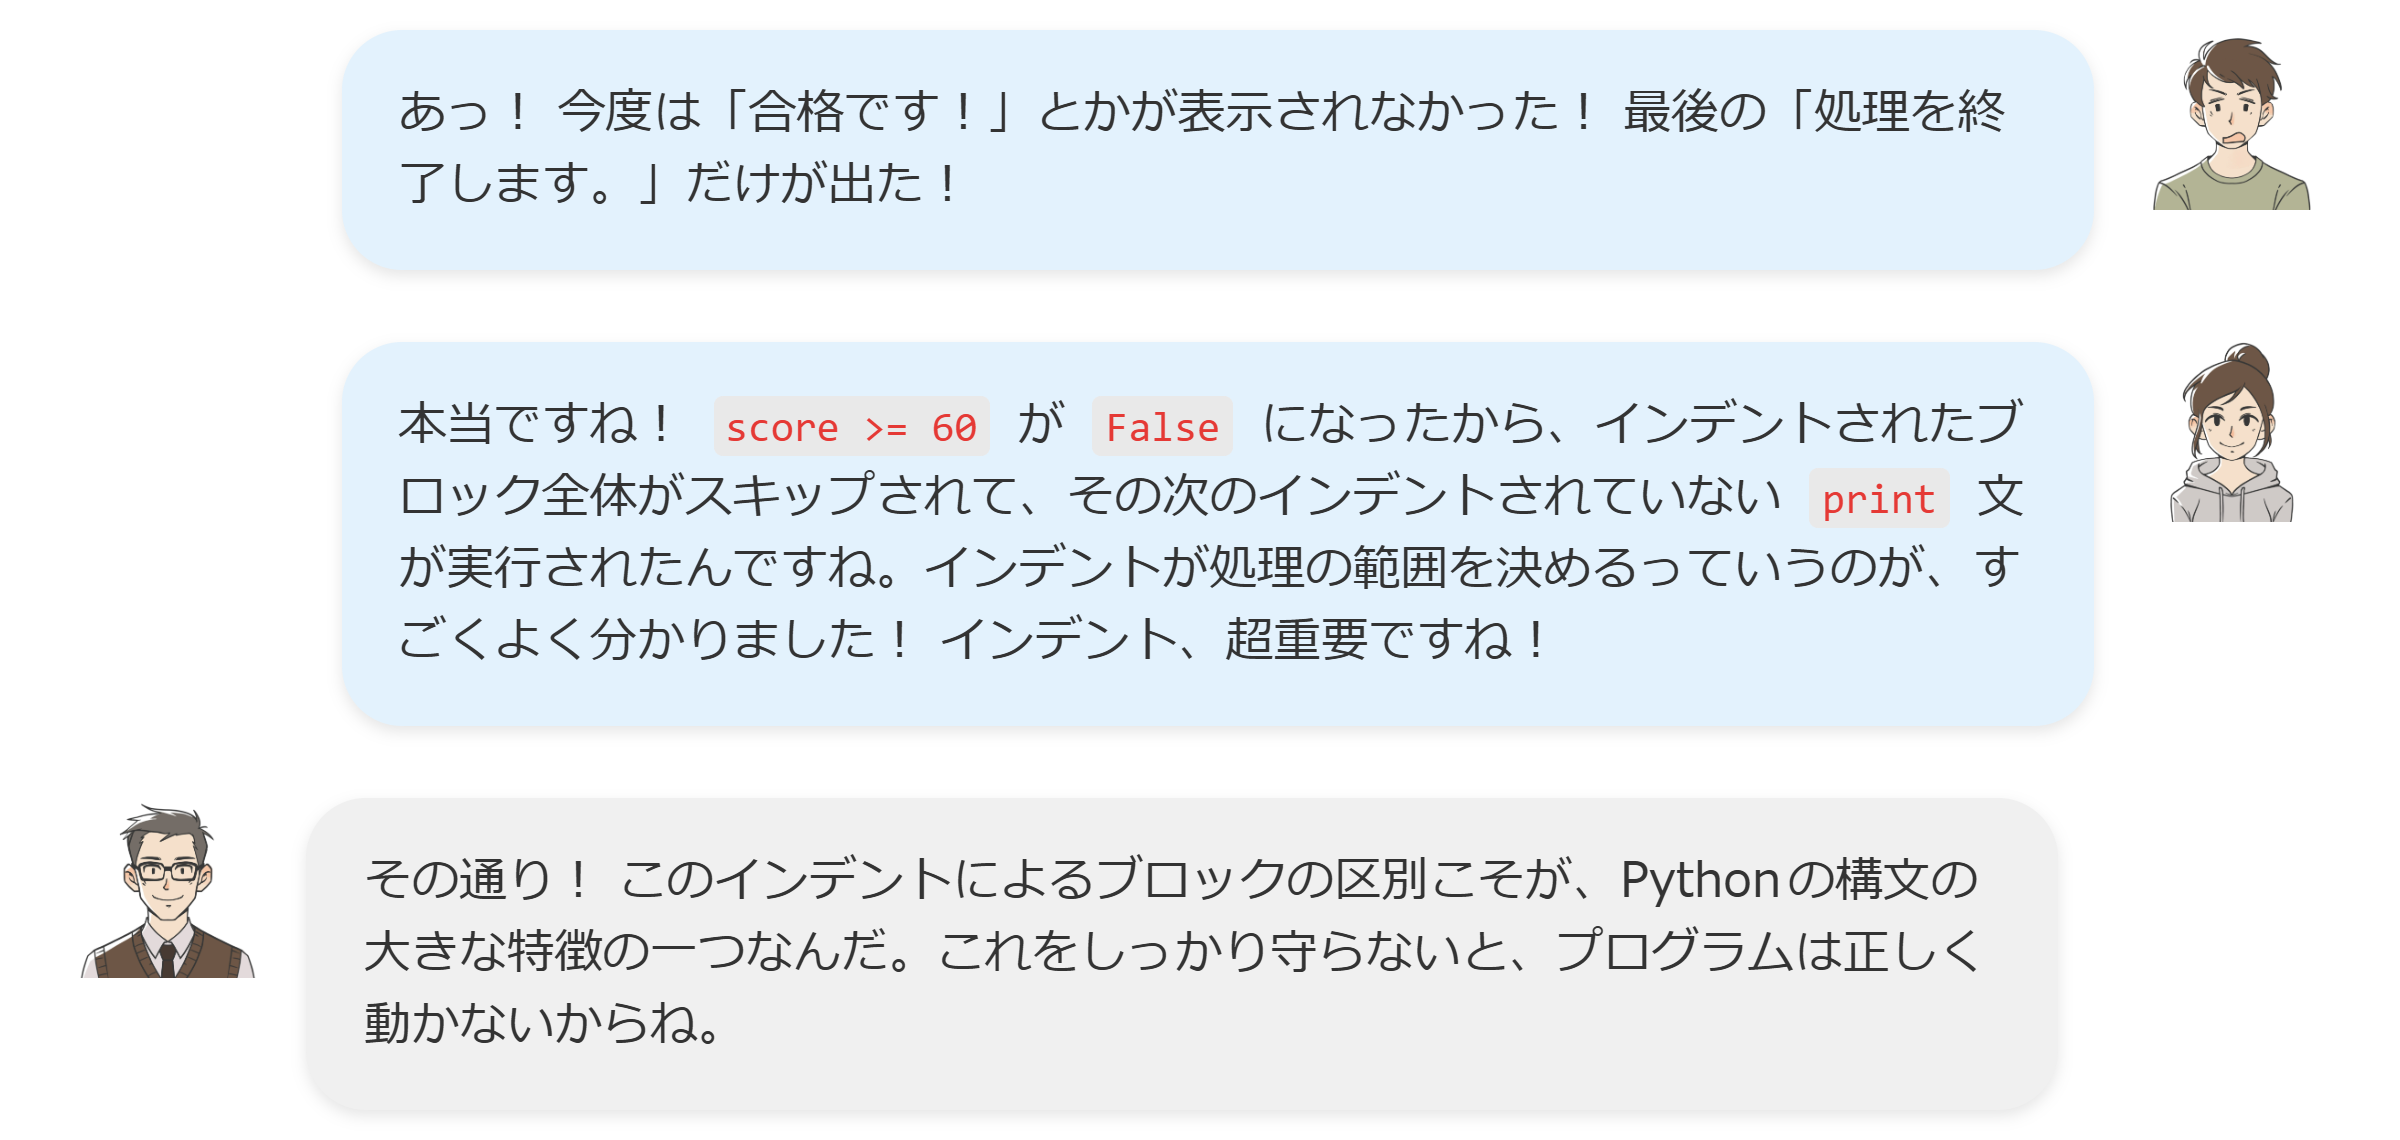 あっ！ 今度は「合格です！」とかが表示されなかった！ 最後の「処理を終
了します。」だけが出た！
本当ですね！ score >= 60 が False になったから、インデントされたブ
ロック全体がスキップされて、その次のインデントされていない print 文
が実行されたんですね。インデントが処理の範囲を決めるっていうのが、す
ごくよく分かりました！ インデント、超重要ですね！
その通り！ このインデントによるブロックの区別こそが、Pythonの構文の
大きな特徴の一つなんだ。これをしっかり守らないと、プログラムは正しく
動かないからね。